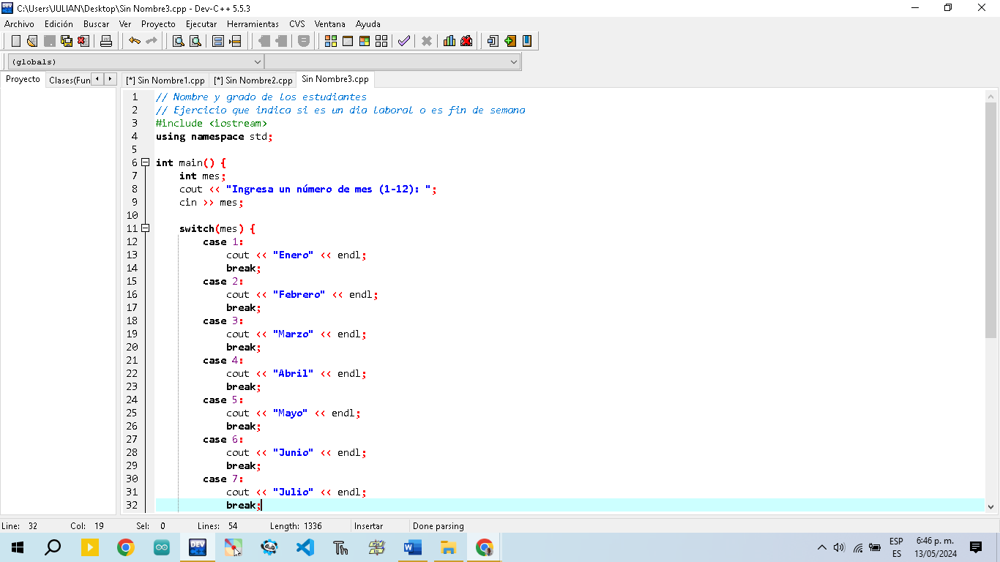 C:\Users\JULIAN\Desktop\Sin Nombre3.cpp - Dev-C++ 5.5.3
Archivo Edición Buscar Ver Proyecto Ejecutar Herramientas CVS Ventana Ayuda
(globals)
Proyecto Clases(Fun [*] Sin Nombre1.cpp [*] Sin Nombre2.cpp Sin Nombre3.cpp
1 // Nombre y grado de los estudiantes
2 // Ejercicio que indica si es un dia laboral o es fin de semana
3 #include <iostream>
4 using namespace std;
5
6 int main() {
7 int mes;
8 cout << "Ingresa un número de mes (1-12): ";
9 cin >> mes;
10
11 switch(mes) {
12 case 1:
13 cout << "Enero" << endl;
14 break;
15 case 2:
16 cout << "Febrero" << endl;
17 break;
18 case 3:
19 cout << "Marzo" << endl;
20 break;
21 case 4:
22 cout << "Abril" << endl;
23 break;
24 case 5:
25 cout << "Mayo" << endl;
26 break;
27 case 6:
28 cout << "Junio" << endl;
29 break;
30 case 7:
31 cout << "Julio" << endl;
32 break;
Line: 32 Col: 19 Sel: 0 Lines: 54 Length: 1336 Insertar Done parsing
DEV
ESP
ES
6:46 p. m.
13/05/2024